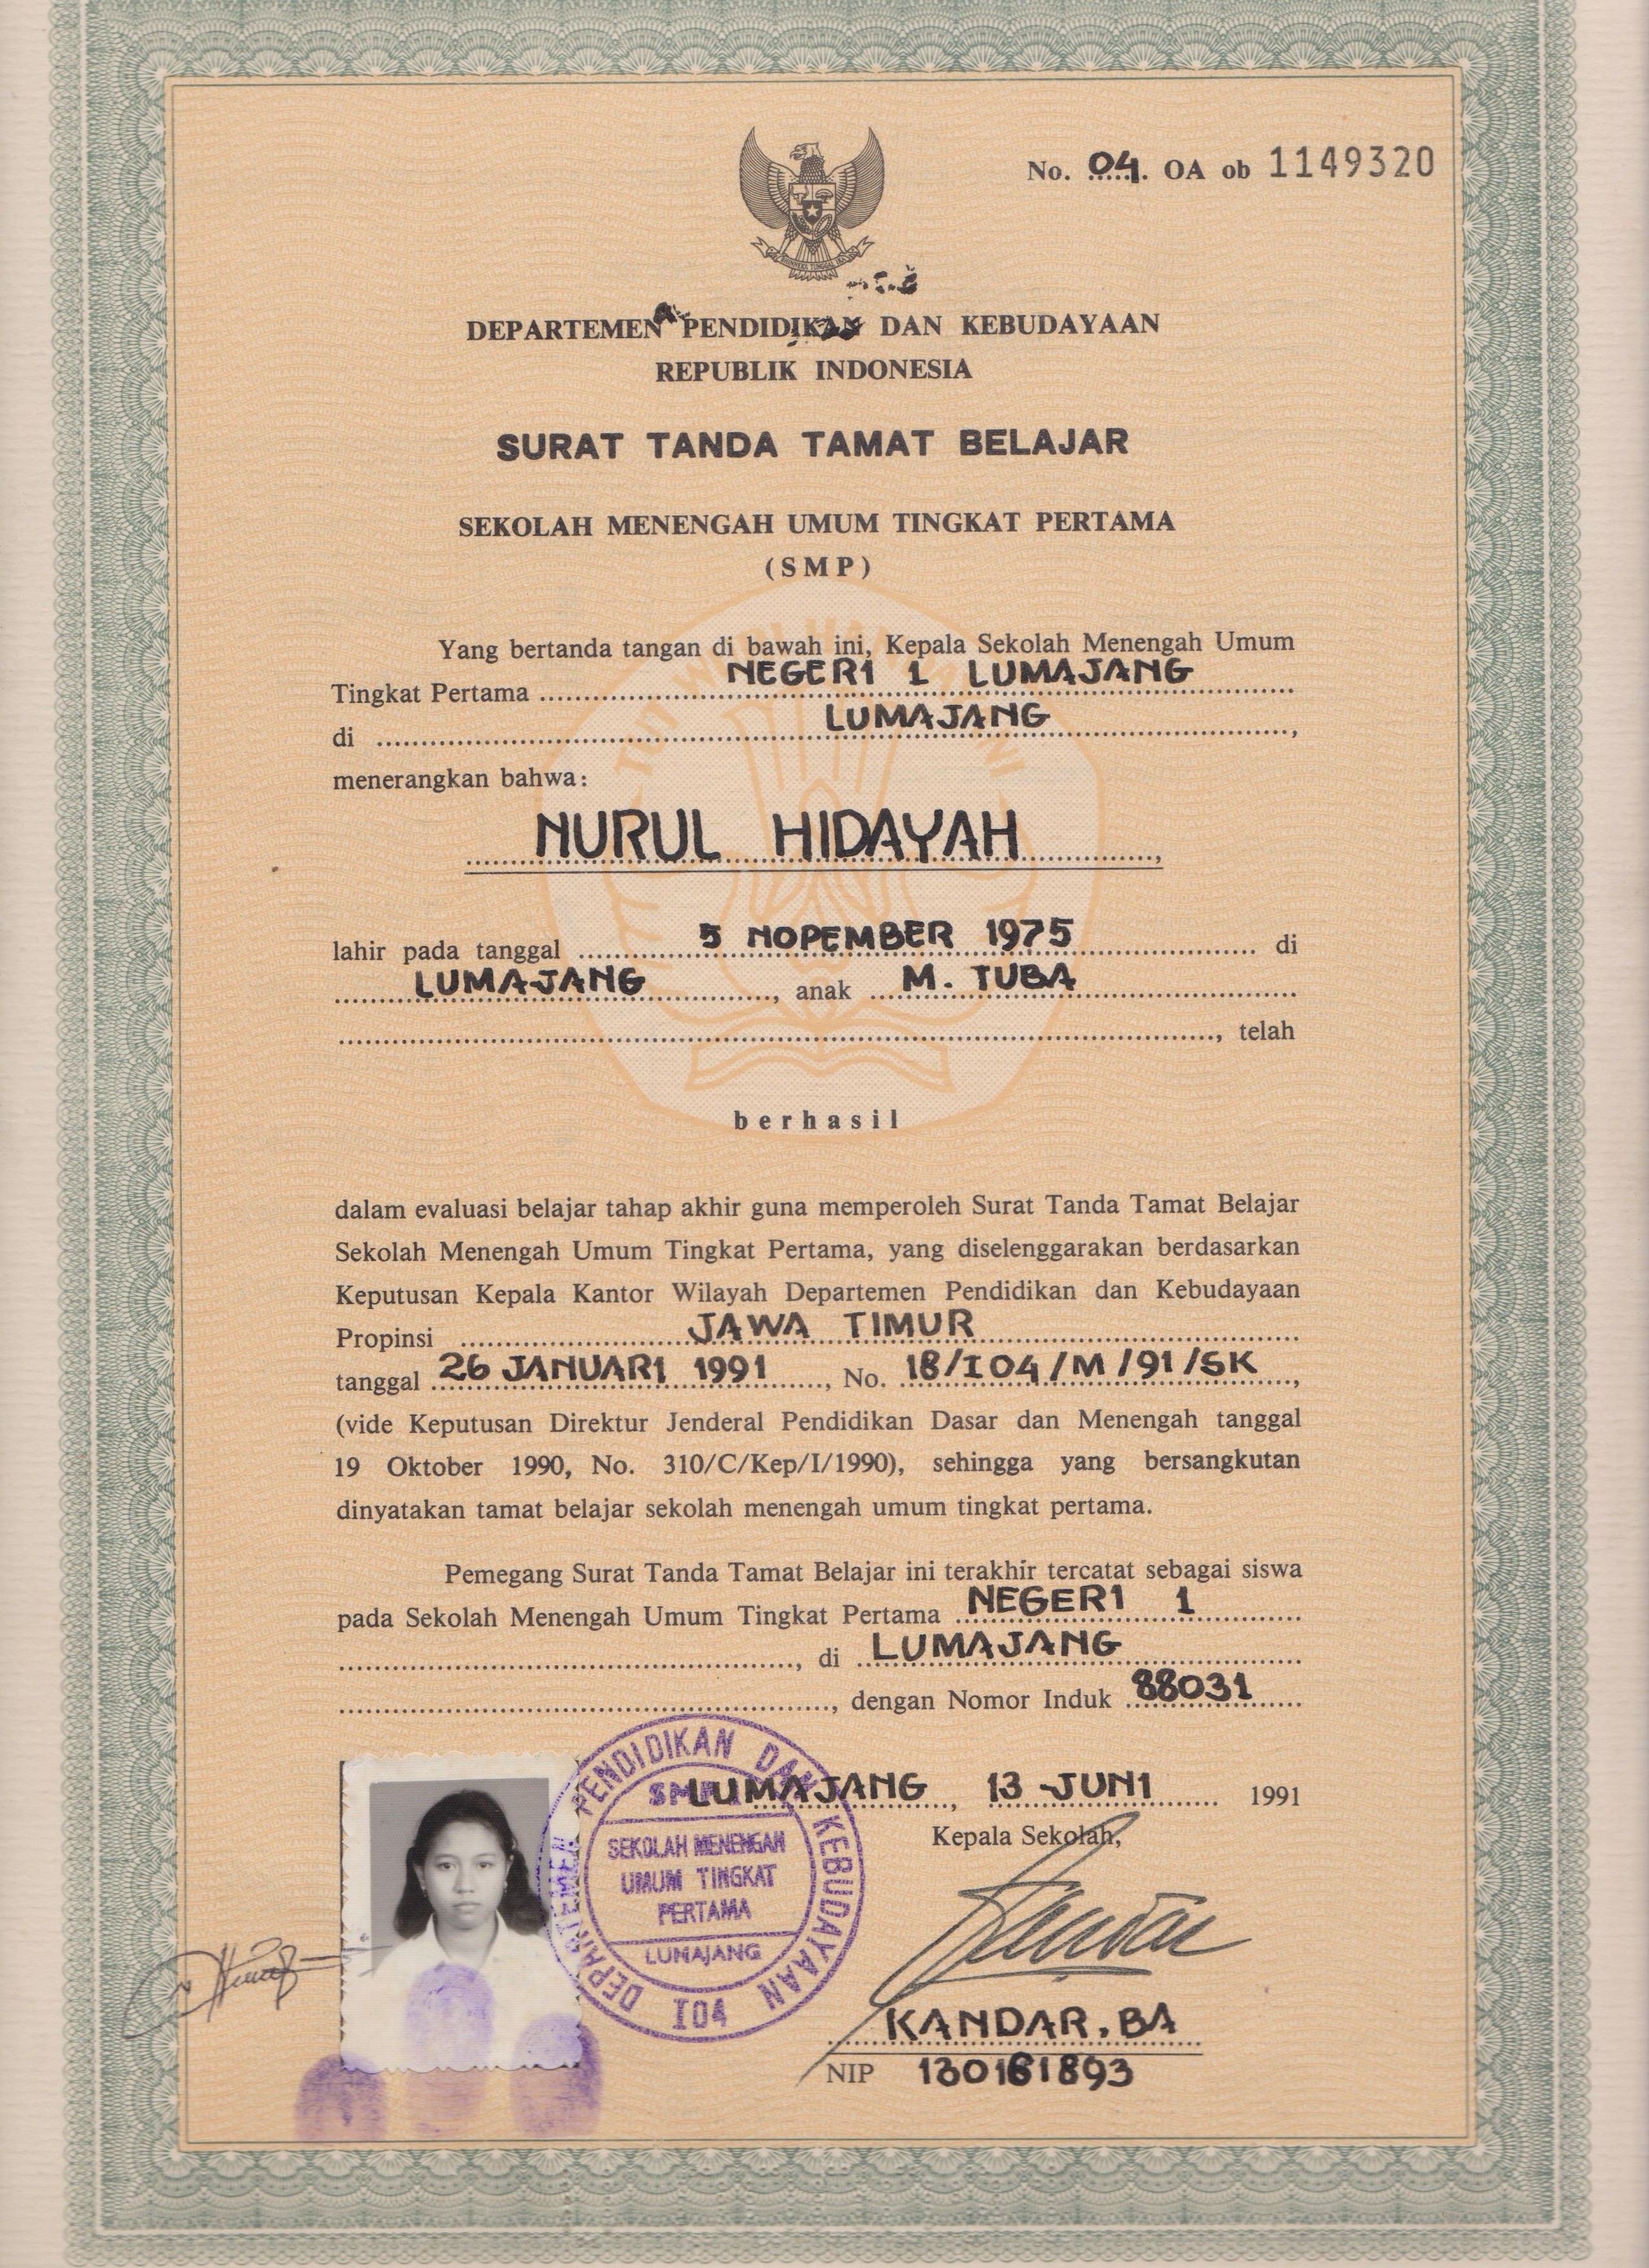 No. 04. OA ob 1149320
DEPARTEMEN PENDIDIKAN DAN KEBUDAYAAN
REPUBLIK INDONESIA
SURAT TANDA TAMAT BELAJAR
SEKOLAH MENENGAH UMUM TINGKAT PERTAMA
(SMP)
Yang bertanda tangan di bawah ini, Kepala Sekolah Menengah Umum
Tingkat Pertama NEGERI 1 LUMAJANG
di LUMAJANG,
menerangkan bahwa:
NURUL HIDAYAH,
lahir pada tanggal 5 NOPEMBER 1975 di
LUMAJANG, anak M. TUBA
, telah
berhasil
dalam evaluasi belajar tahap akhir guna memperoleh Surat Tanda Tamat Belajar
Sekolah Menengah Umum Tingkat Pertama, yang diselenggarakan berdasarkan
Keputusan Kepala Kantor Wilayah Departemen Pendidikan dan Kebudayaan
Propinsi JAWA TIMUR
tanggal 26 JANUARI 1991, No. 18/I04/M/91/SK,
(vide Keputusan Direktur Jenderal Pendidikan Dasar dan Menengah tanggal
19 Oktober 1990, No. 310/C/Kep/I/1990), sehingga yang bersangkutan
dinyatakan tamat belajar sekolah menengah umum tingkat pertama.
Pemegang Surat Tanda Tamat Belajar ini terakhir tercatat sebagai siswa
pada Sekolah Menengah Umum Tingkat Pertama NEGERI 1
, di LUMAJANG
, dengan Nomor Induk 88031
LUMAJANG, 13 JUNI 1991
Kepala Sekolah,
DEPARTEMEN PENDIDIKAN DAN KEBUDAYAAN
SEKOLAH MENENGAH
UMUM TINGKAT
PERTAMA
LUMAJANG
I04
KANDAR, BA
NIP 130161893